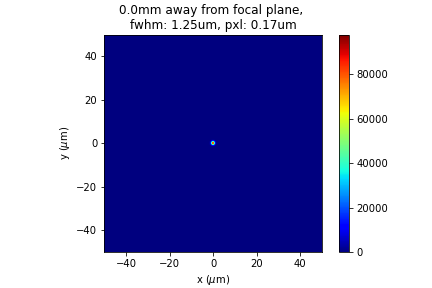 0.0mm away from focal plane,
fwhm: 1.25um, pxl: 0.17um
y (μm)
40
20
0
−20
−40
−40 −20 0 20 40
x (μm)
80000
60000
40000
20000
0